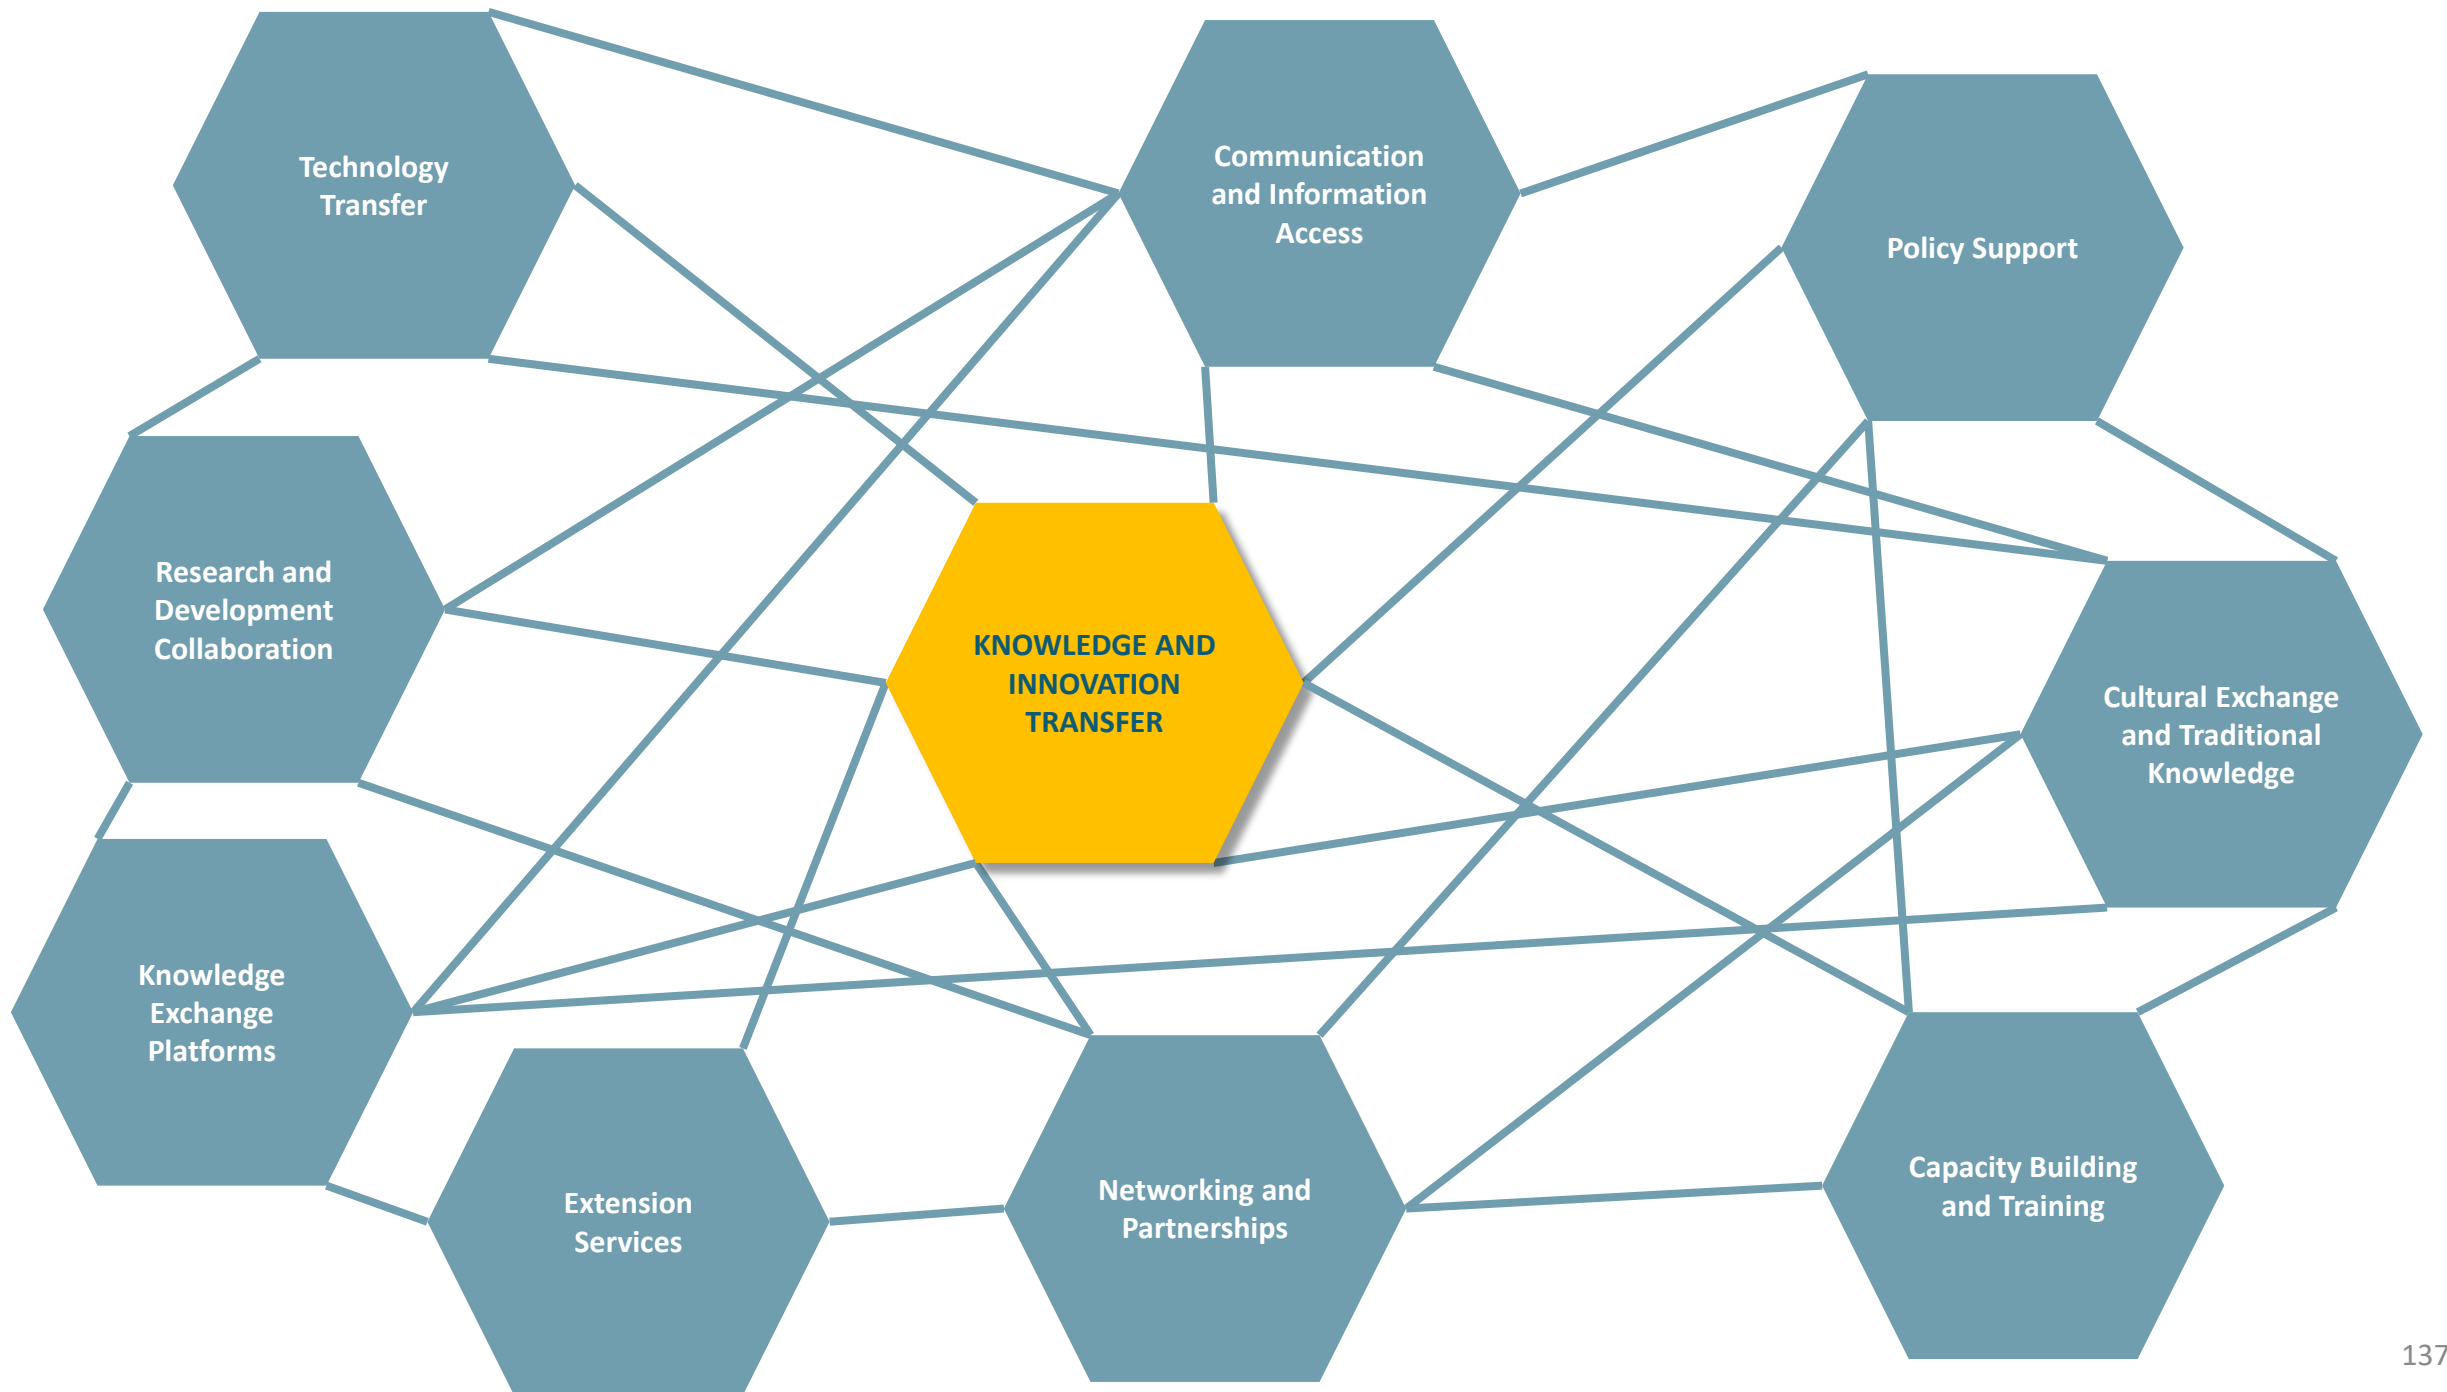 Technology
Transfer
Communication
and Information
Access
Policy Support
Research and
Development
Collaboration
KNOWLEDGE AND
INNOVATION
TRANSFER
Cultural Exchange
and Traditional
Knowledge
Knowledge
Exchange
Platforms
Extension
Services
Networking and
Partnerships
Capacity Building
and Training
137